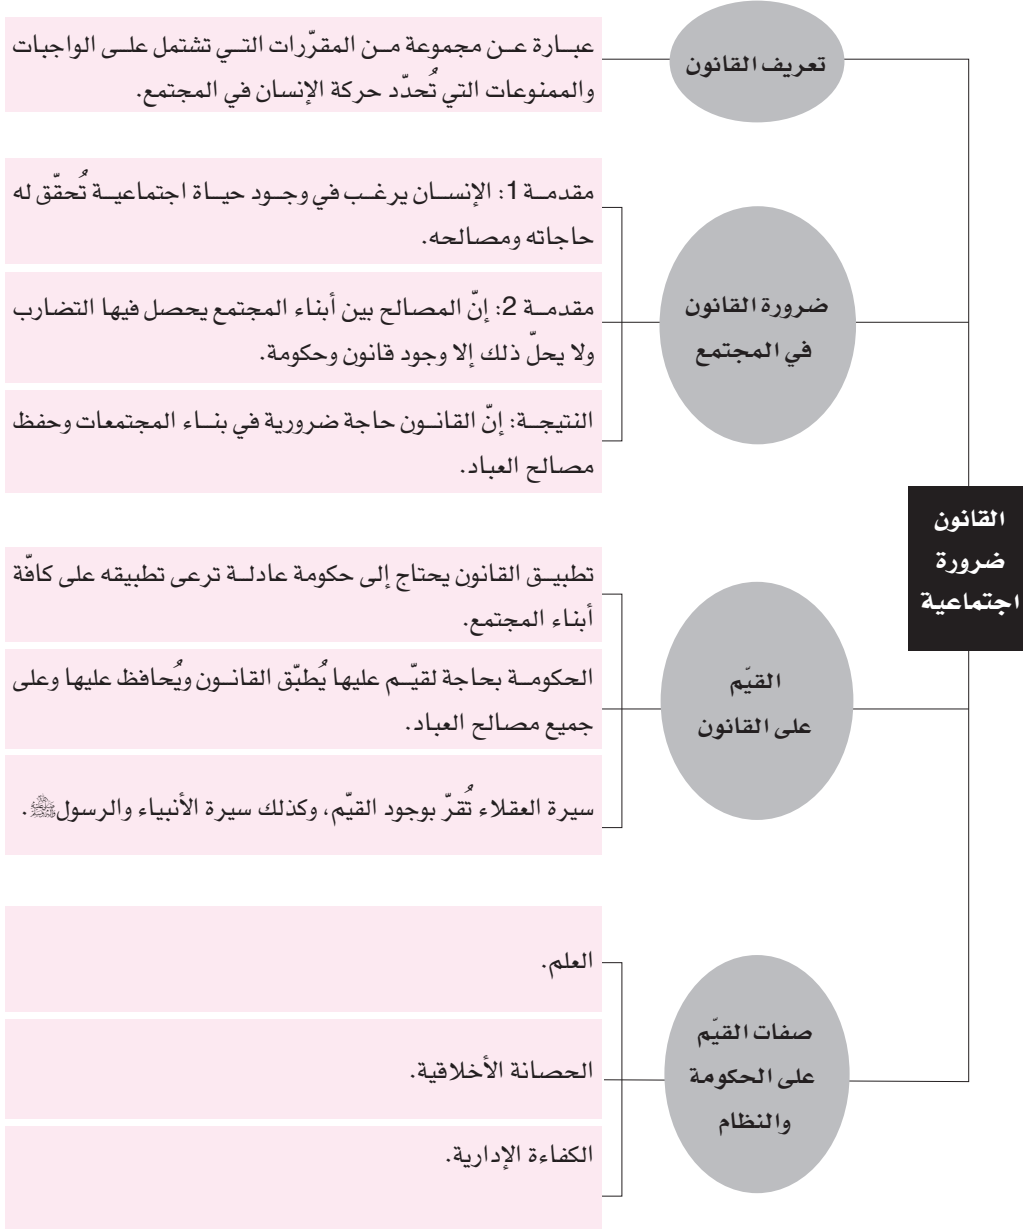 القانون
ضرورة
اجتماعية
تعريف القانون
عبارة عن مجموعة من المقرّرات التي تشتمل على الواجبات
والممنوعات التي تُحدّد حركة الإنسان في المجتمع.
ضرورة القانون
في المجتمع
مقدمة 1: الإنسان يرغب في وجود حياة اجتماعية تُحقّق له
حاجاته ومصالحه.
مقدمة 2: إنّ المصالح بين أبناء المجتمع يحصل فيها التضارب
ولا يحلّ ذلك إلا وجود قانون وحكومة.
النتيجة: إنّ القانون حاجة ضرورية في بناء المجتمعات وحفظ
مصالح العباد.
القيّم
على القانون
تطبيق القانون يحتاج إلى حكومة عادلة ترعى تطبيقه على كافّة
أبناء المجتمع.
الحكومة بحاجة لقيّم عليها يُطبّق القانون ويُحافظ عليها وعلى
جميع مصالح العباد.
سيرة العقلاء تُقرّ بوجود القيّم، وكذلك سيرة الأنبياء والرسول.
صفات القيّم
على الحكومة
والنظام
العلم.
الحصانة الأخلاقية.
الكفاءة الإدارية.